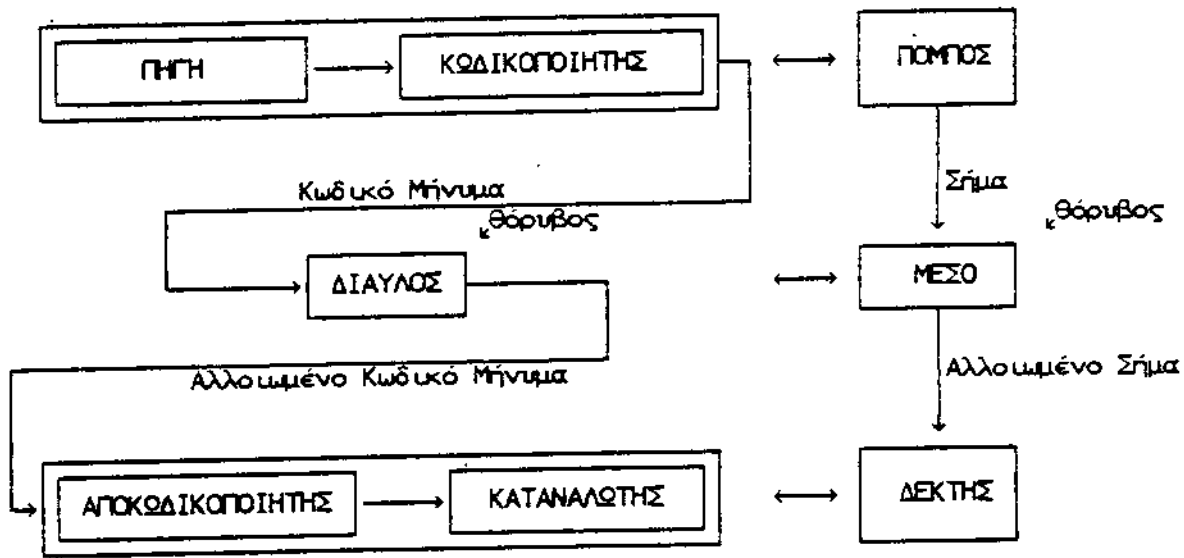 ΠΗΓΗ
ΚΩΔΙΚΟΠΟΙΗΤΗΣ
ΠΟΜΠΟΣ
Κωδικό Μήνυμα
Σήμα
θόρυβος
θόρυβος
ΔΙΑΥΛΟΣ
ΜΕΣΟ
Αλλοιωμένο Κωδικό Μήνυμα
Αλλοιωμένο Σήμα
ΑΠΟΚΩΔΙΚΟΠΟΙΗΤΗΣ
ΚΑΤΑΝΑΛΩΤΗΣ
ΔΕΚΤΗΣ